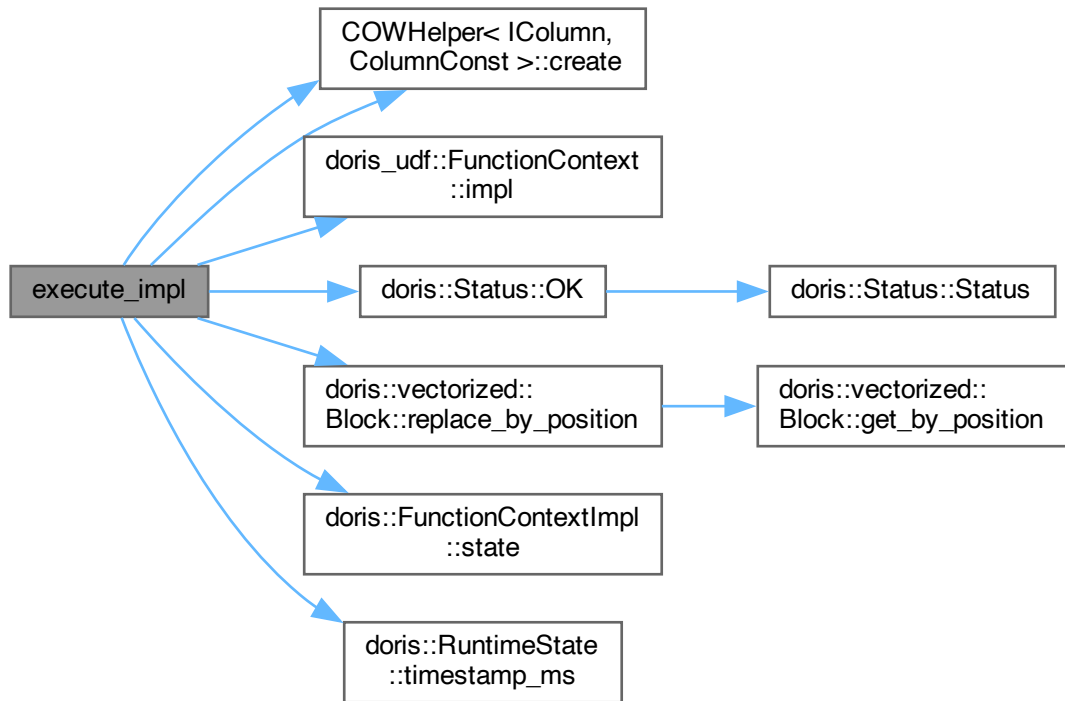 COWHelper< IColumn,
ColumnConst >::create
doris_udf::FunctionContext
::impl
execute_impl
doris::Status::OK
doris::Status::Status
doris::vectorized::
Block::replace_by_position
doris::vectorized::
Block::get_by_position
doris::FunctionContextImpl
::state
doris::RuntimeState
::timestamp_ms